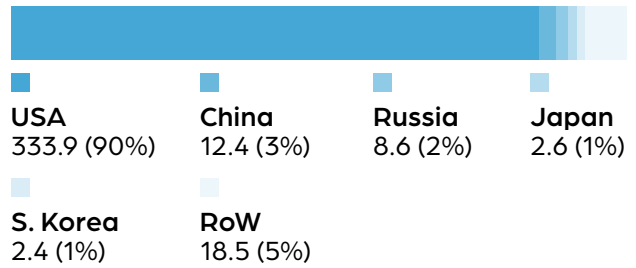 USA
333.9 (90%)
China
12.4 (3%)
Russia
8.6 (2%)
Japan
2.6 (1%)
S. Korea
2.4 (1%)
RoW
18.5 (5%)